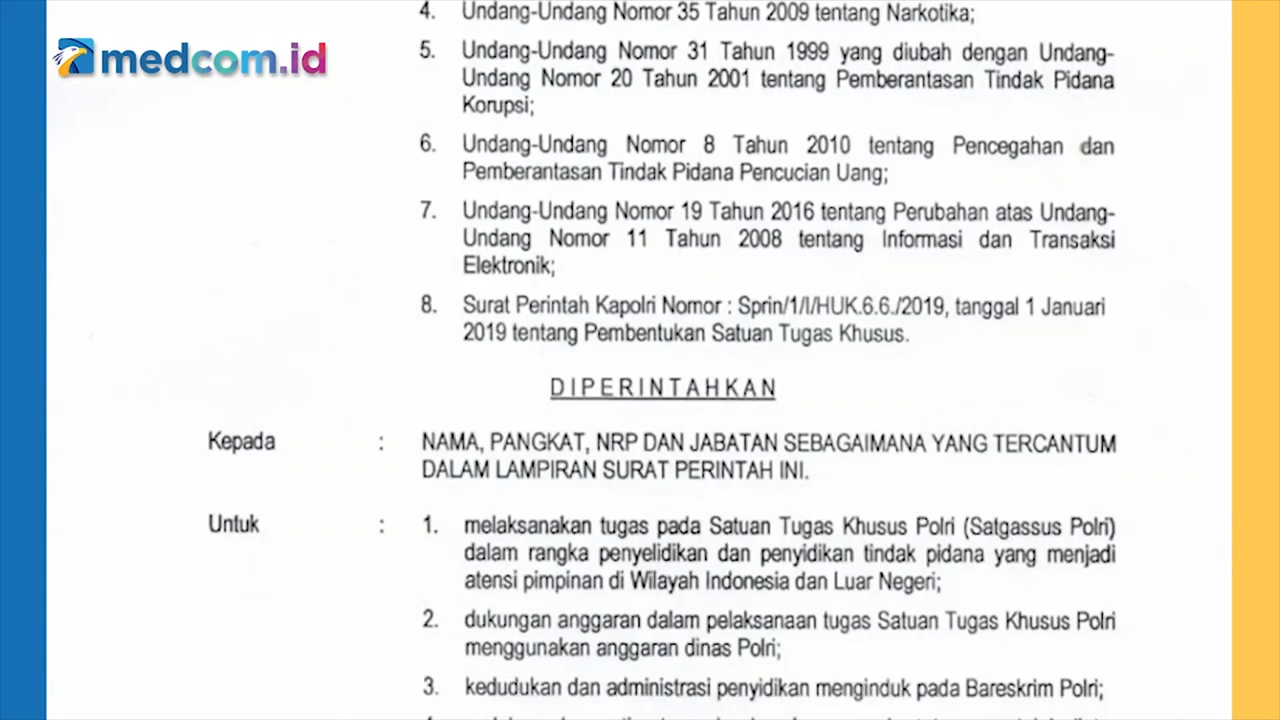 medcom.id
4. Undang-Undang Nomor 35 Tahun 2009 tentang Narkotika;
5. Undang-Undang Nomor 31 Tahun 1999 yang diubah dengan Undang-
Undang Nomor 20 Tahun 2001 tentang Pemberantasan Tindak Pidana
Korupsi;
6. Undang-Undang Nomor 8 Tahun 2010 tentang Pencegahan dan
Pemberantasan Tindak Pidana Pencucian Uang;
7. Undang-Undang Nomor 19 Tahun 2016 tentang Perubahan atas Undang-
Undang Nomor 11 Tahun 2008 tentang Informasi dan Transaksi
Elektronik;
8. Surat Perintah Kapolri Nomor : Sprin/1/I/HUK.6.6./2019, tanggal 1 Januari
2019 tentang Pembentukan Satuan Tugas Khusus.
DIPERINTAHKAN
Kepada : NAMA, PANGKAT, NRP DAN JABATAN SEBAGAIMANA YANG TERCANTUM
DALAM LAMPIRAN SURAT PERINTAH INI.
Untuk : 1. melaksanakan tugas pada Satuan Tugas Khusus Polri (Satgassus Polri)
dalam rangka penyelidikan dan penyidikan tindak pidana yang menjadi
atensi pimpinan di Wilayah Indonesia dan Luar Negeri;
2. dukungan anggaran dalam pelaksanaan tugas Satuan Tugas Khusus Polri
menggunakan anggaran dinas Polri;
3. kedudukan dan administrasi penyidikan menginduk pada Bareskrim Polri;